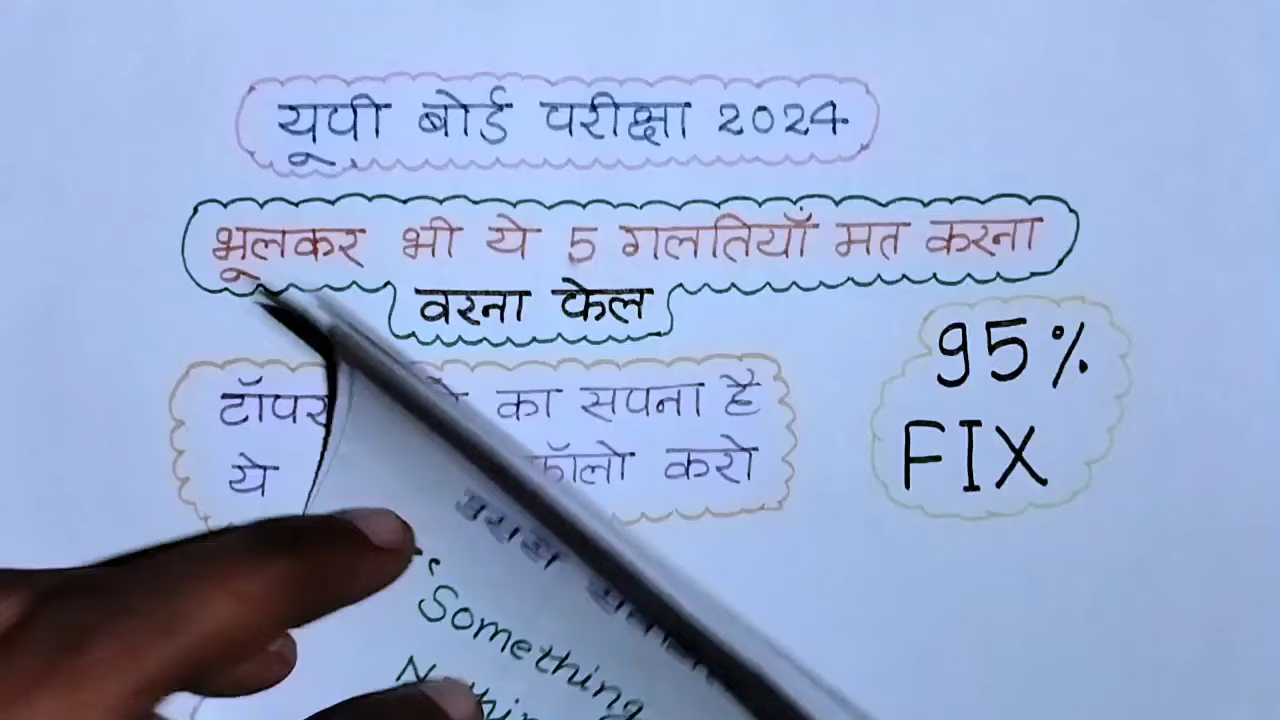 यूपी बोर्ड परीक्षा 2024
भूलकर भी ये 5 गलतियाँ मत करना
वरना फेल
95%
FIX
टॉपर का सपना है
ये फॉलो करो
"Something